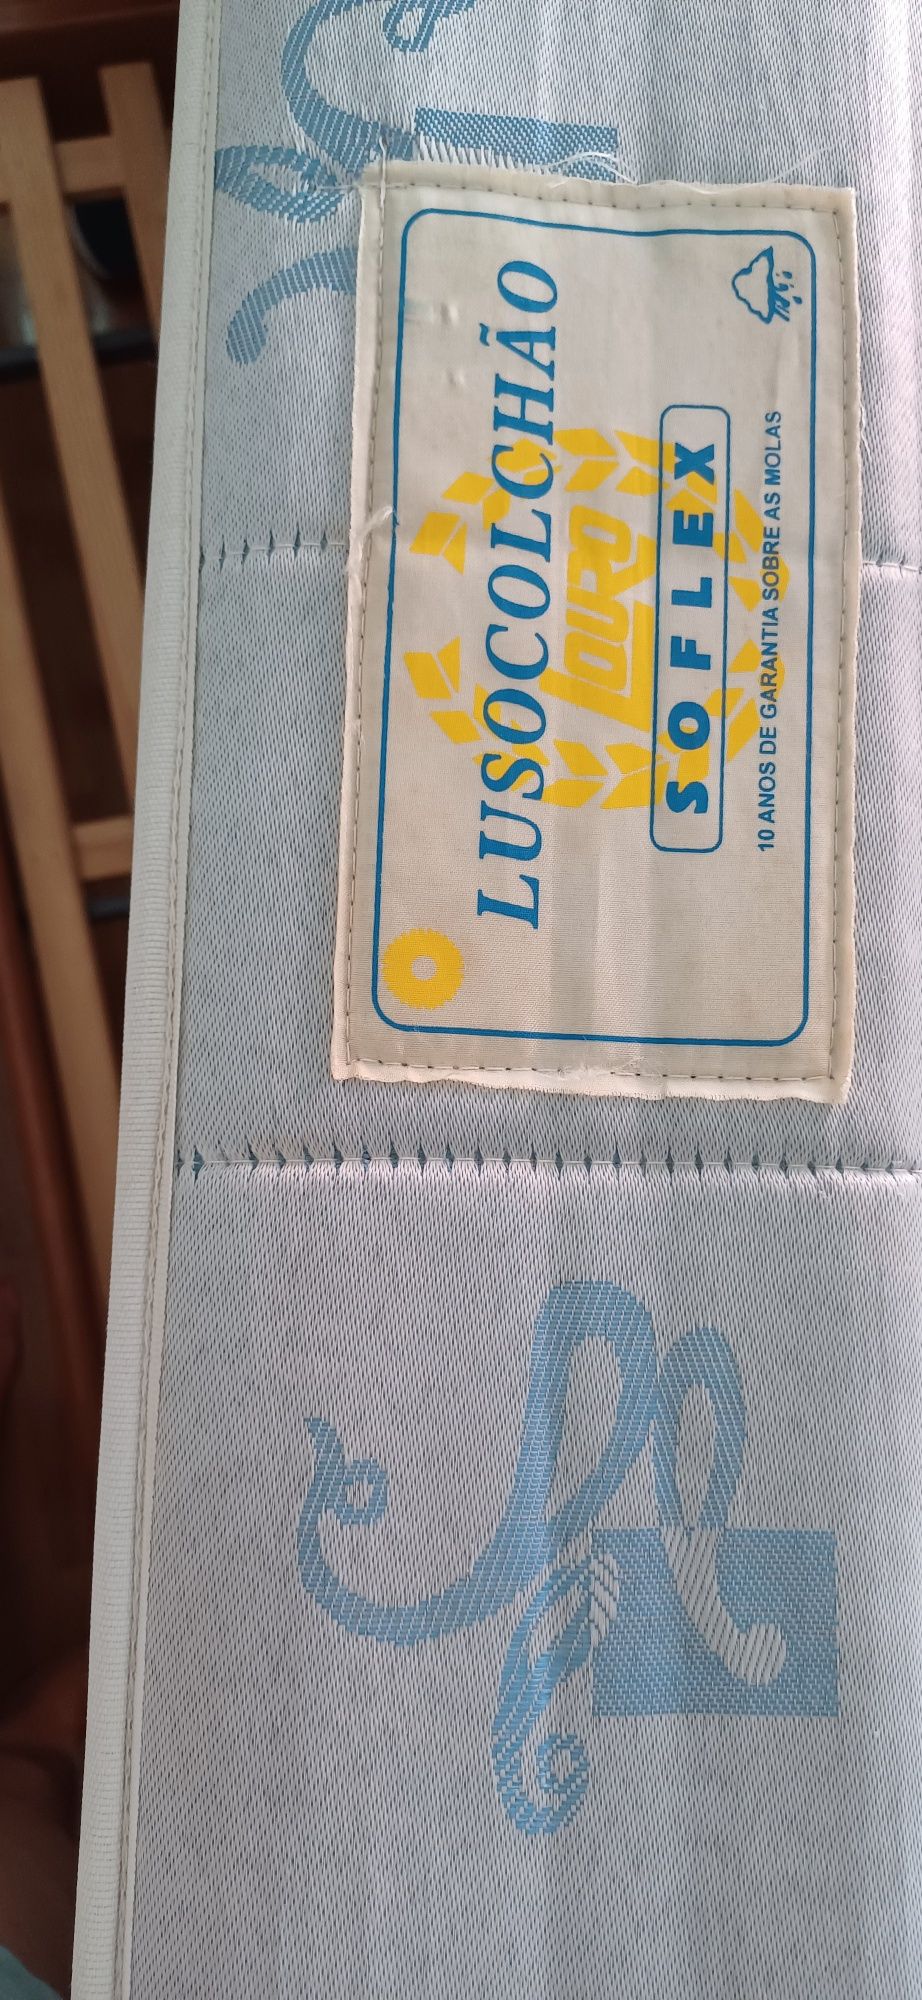 LUSOCOLCHÃO
LOURO
SOFLEX
10 ANOS DE GARANTIA SOBRE AS MOLAS